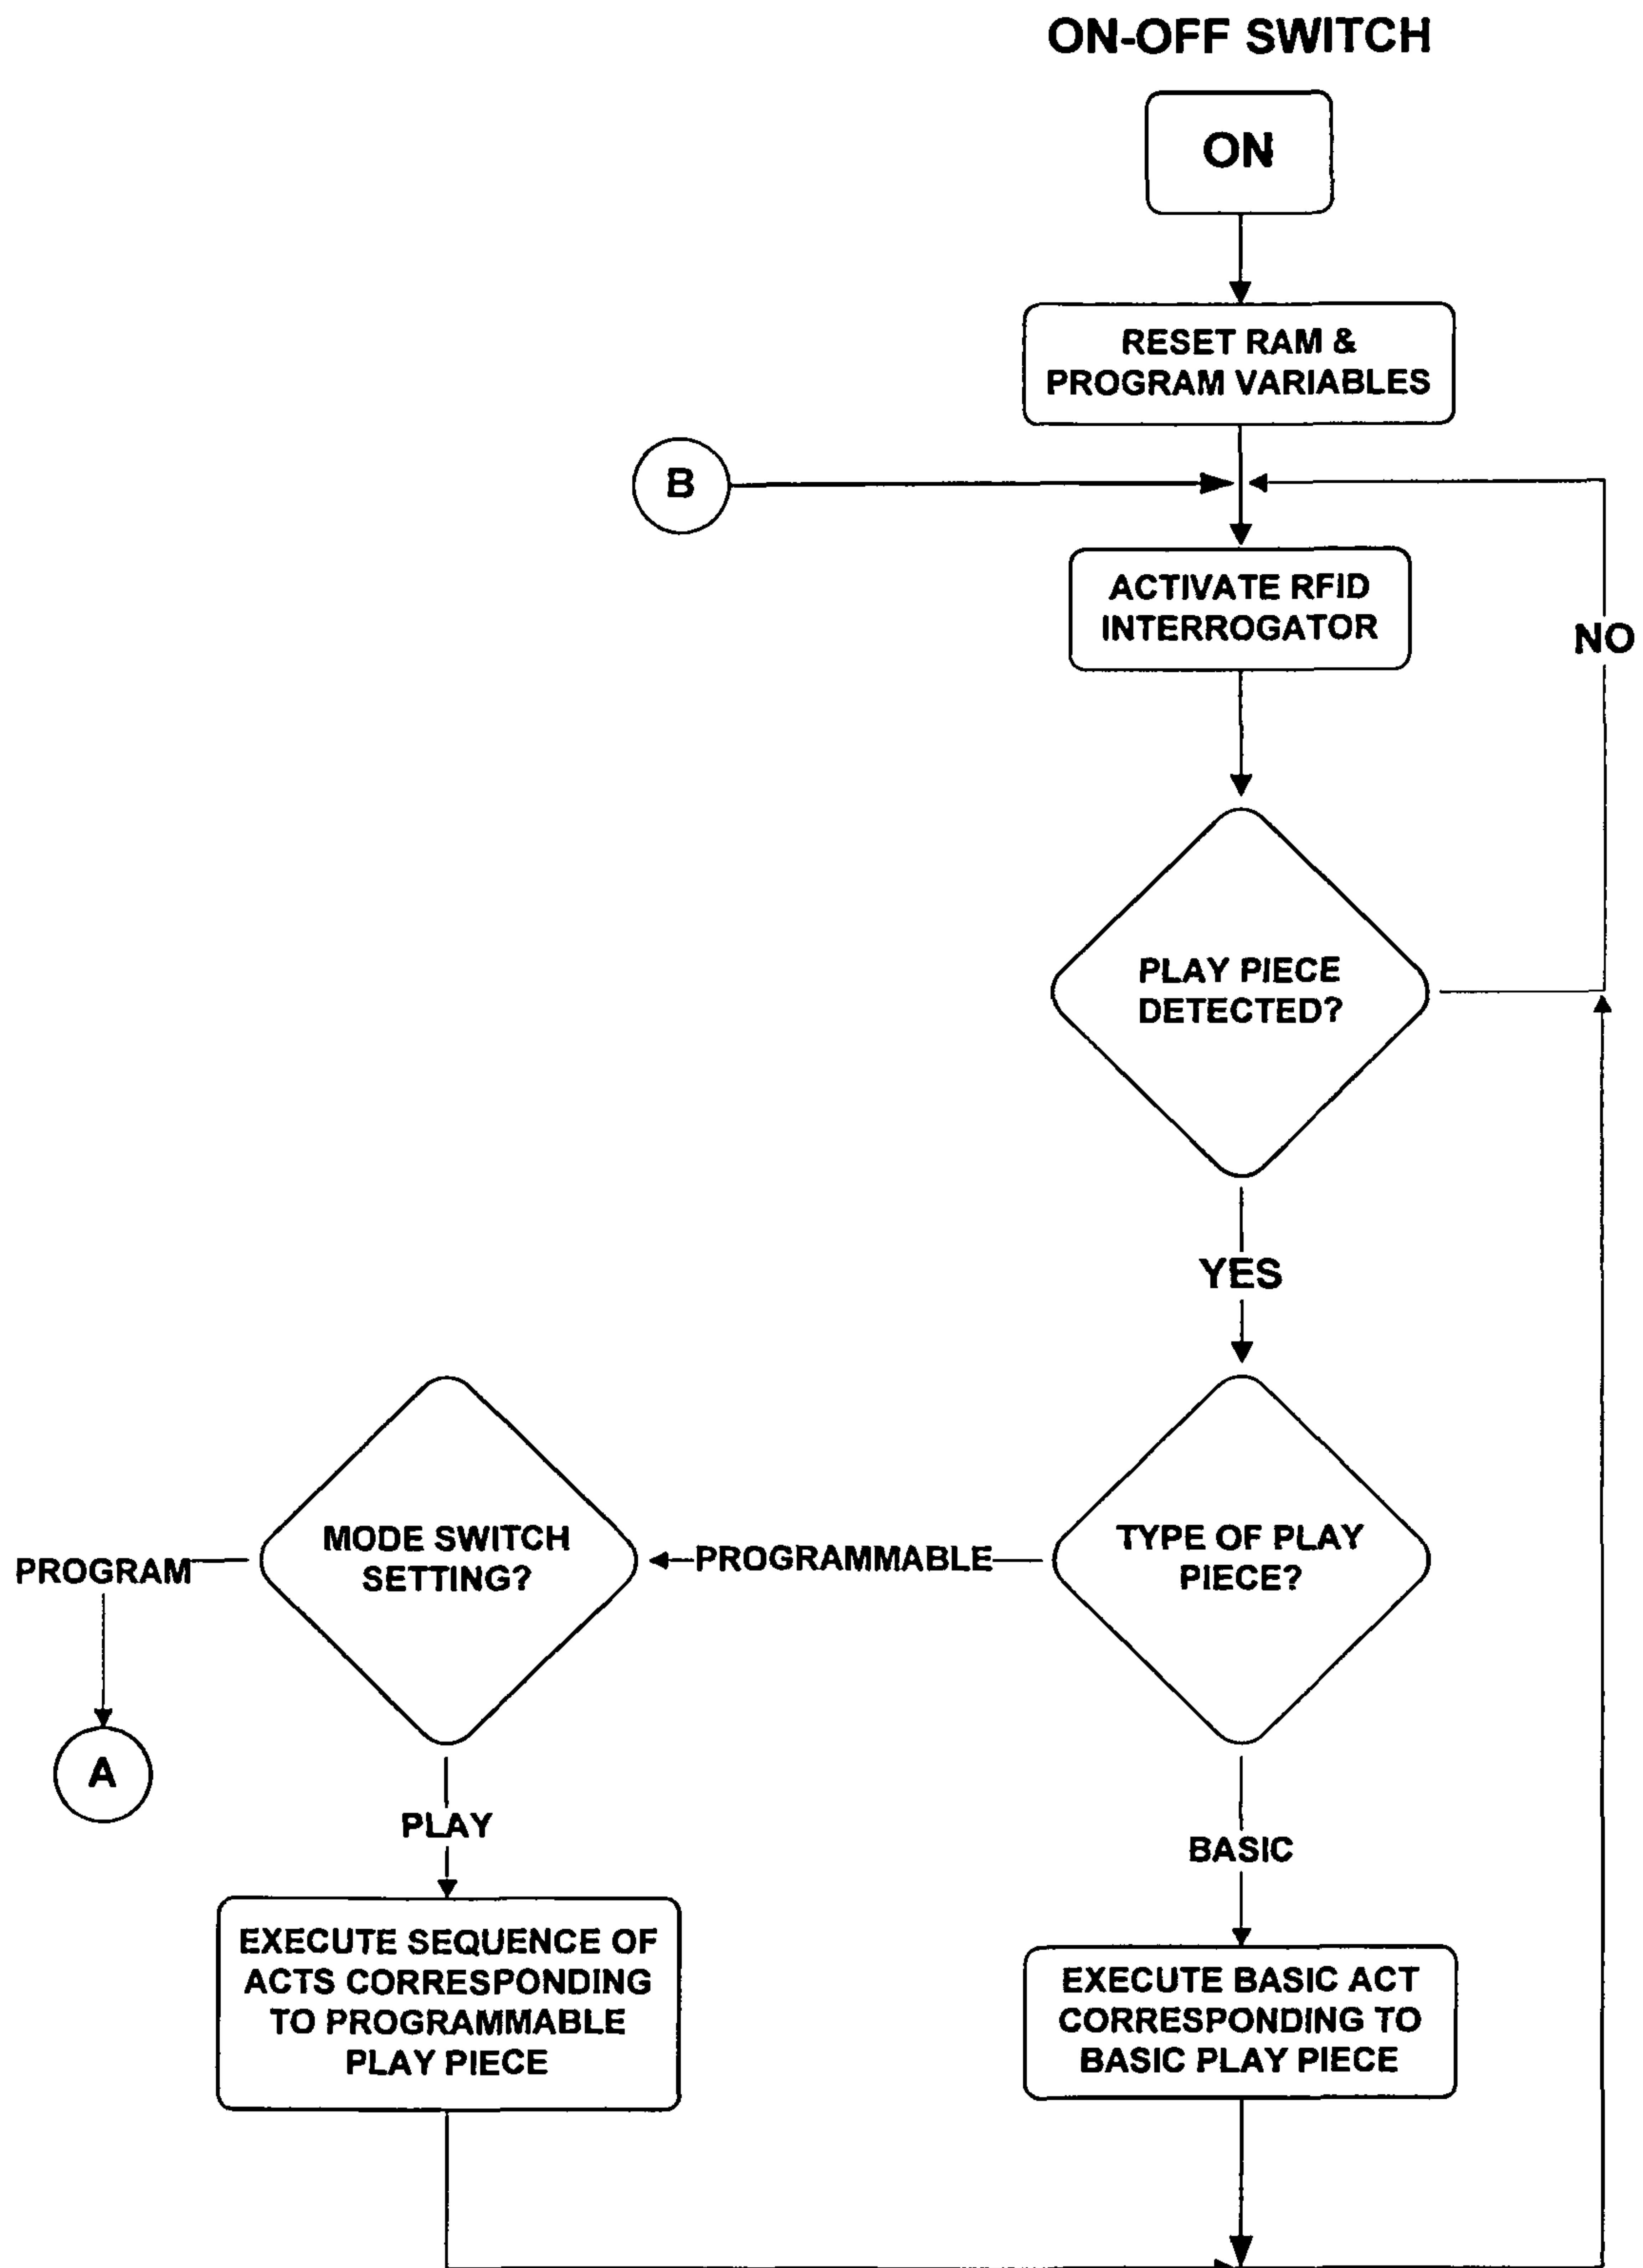 ON-OFF SWITCH
ON
RESET RAM &
PROGRAM VARIABLES
B
ACTIVATE RFID
INTERROGATOR
NO
PLAY PIECE
DETECTED?
YES
TYPE OF PLAY
PIECE?
PROGRAMMABLE
MODE SWITCH
SETTING?
PROGRAM
A
PLAY
BASIC
EXECUTE SEQUENCE OF
ACTS CORRESPONDING
TO PROGRAMMABLE
PLAY PIECE
EXECUTE BASIC ACT
CORRESPONDING TO
BASIC PLAY PIECE